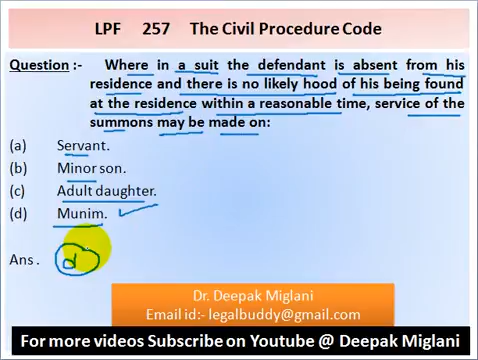 LPF 257 The Civil Procedure Code
Question :- Where in a suit the defendant is absent from his
residence and there is no likely hood of his being found
at the residence within a reasonable time, service of the
summons may be made on:
(a) Servant.
(b) Minor son.
(c) Adult daughter.
(d) Munim.
Ans . d
Dr. Deepak Miglani
Email id:- legalbuddy@gmail.com
For more videos Subscribe on Youtube @ Deepak Miglani